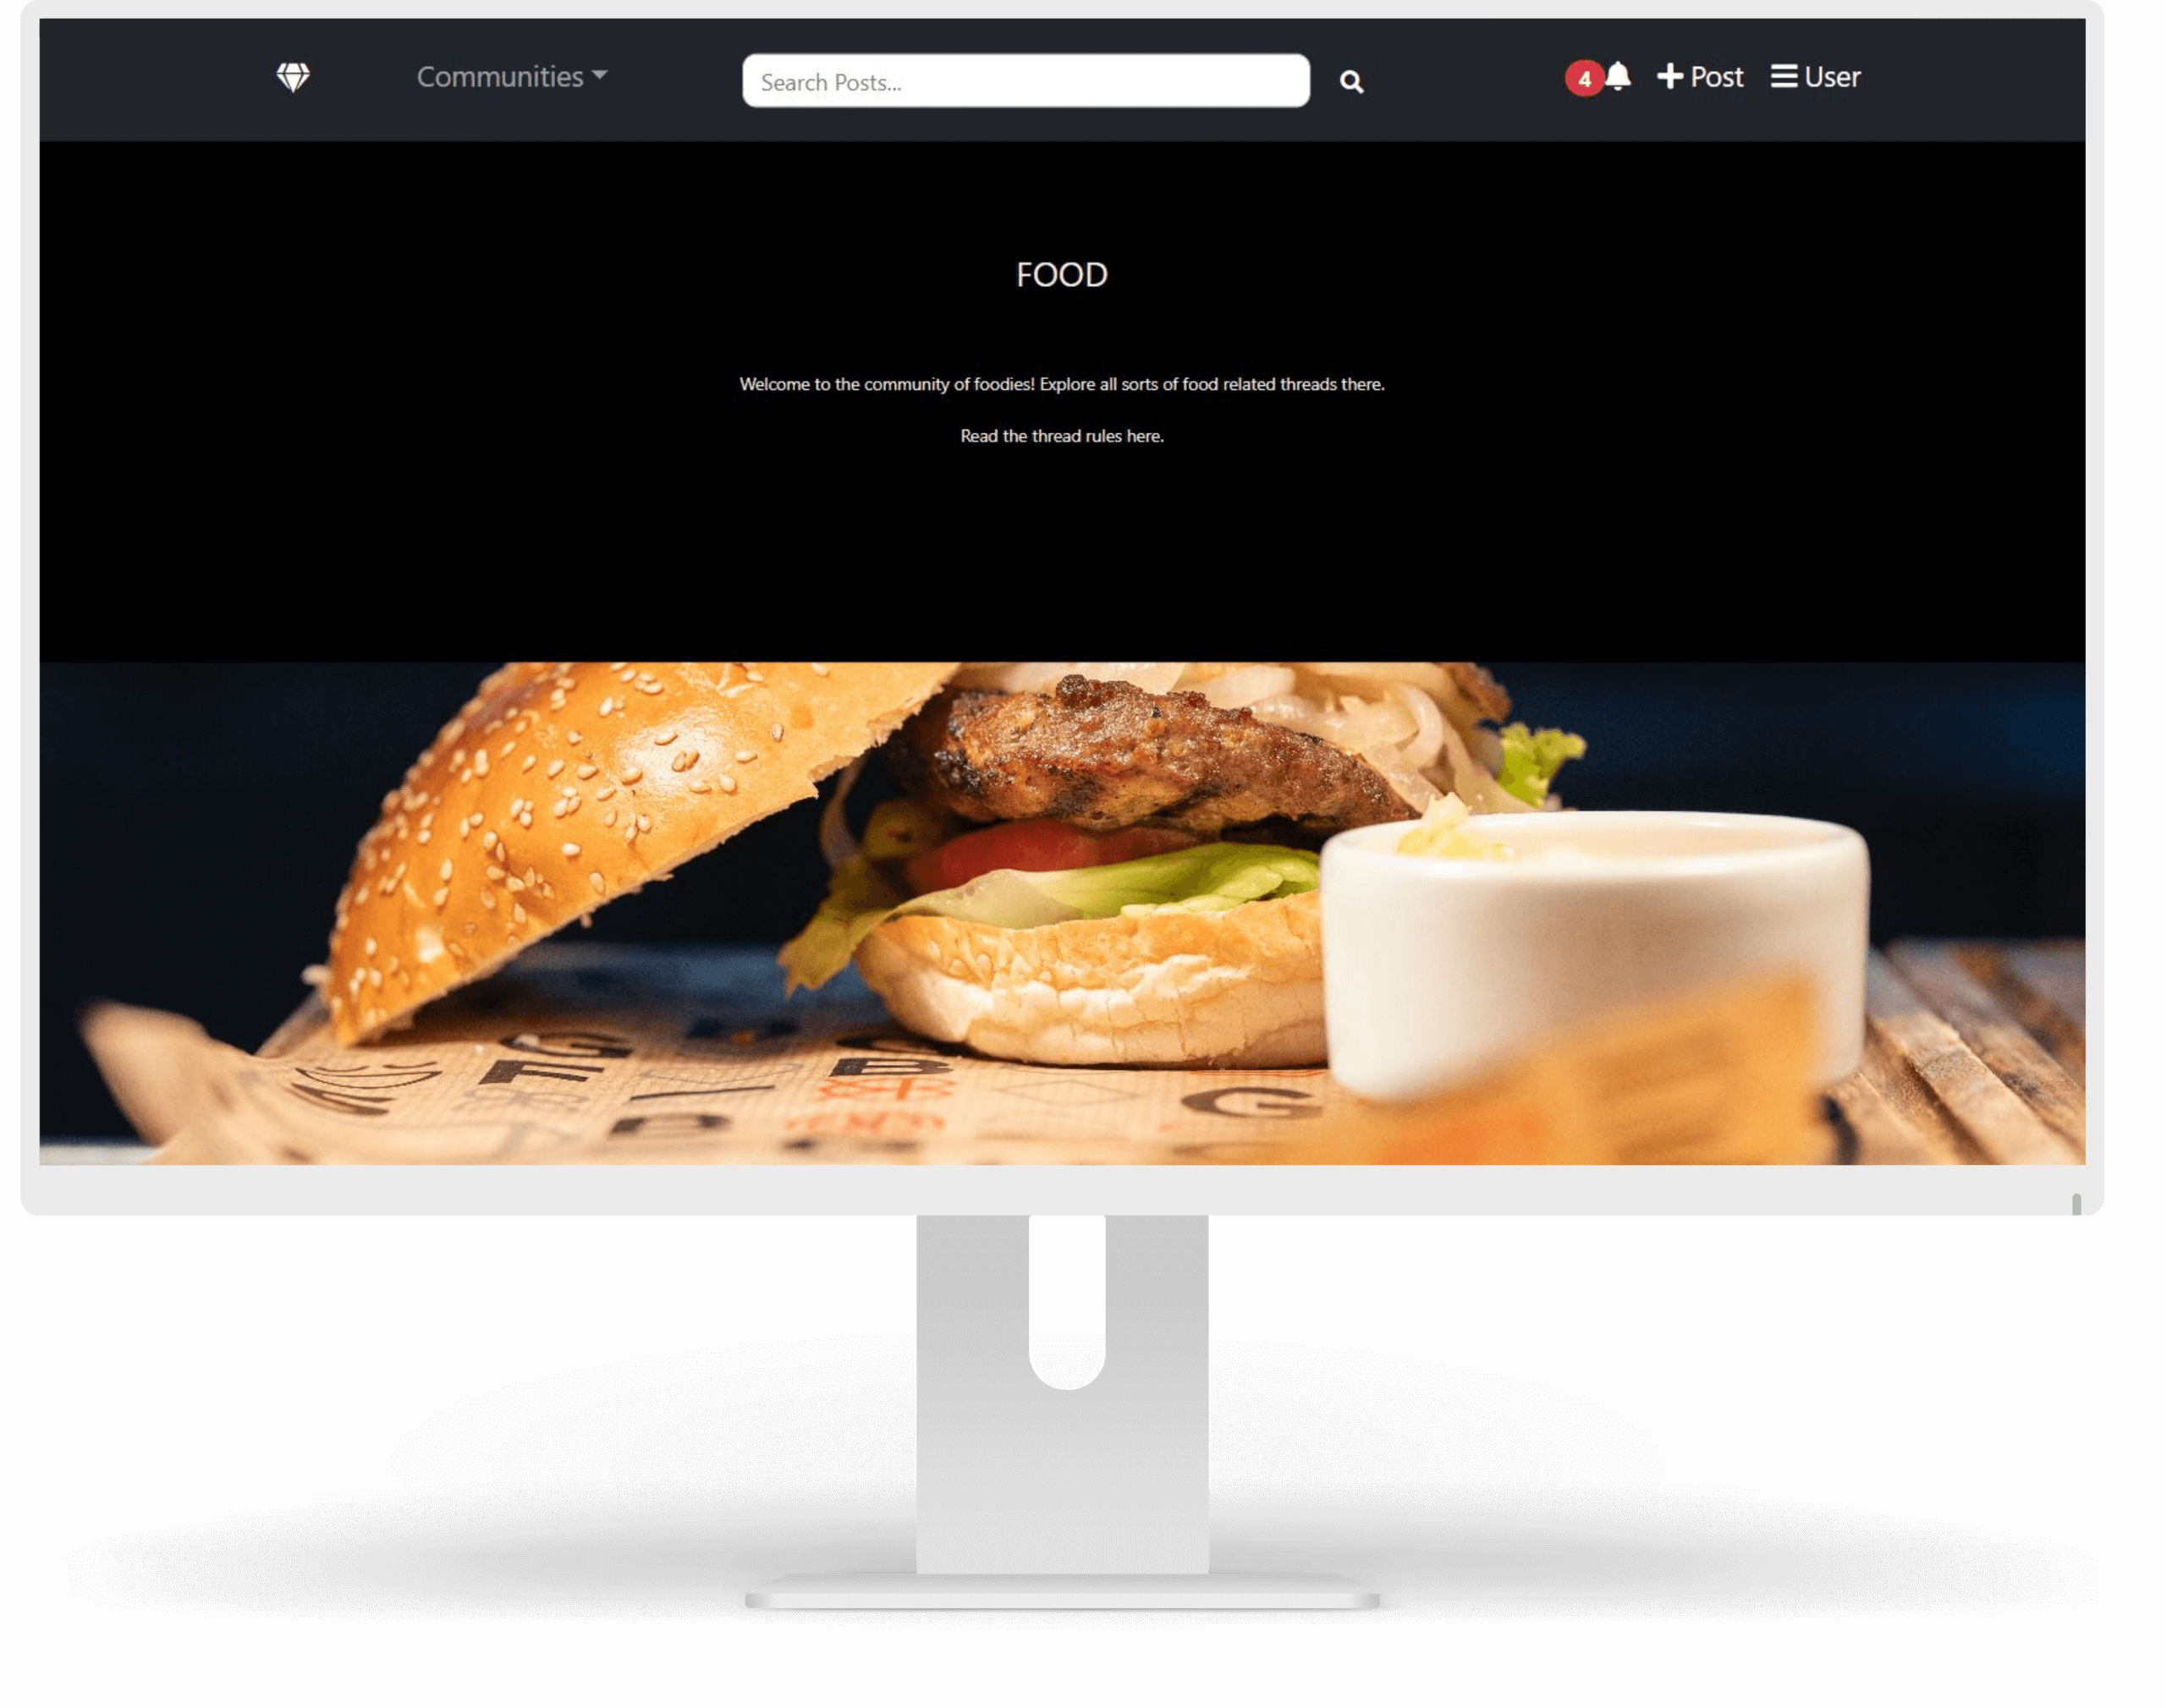 Communities
Search Posts...
4
Post
User
FOOD
Welcome to the community of foodies! Explore all sorts of food related threads there.
Read the thread rules here.
G